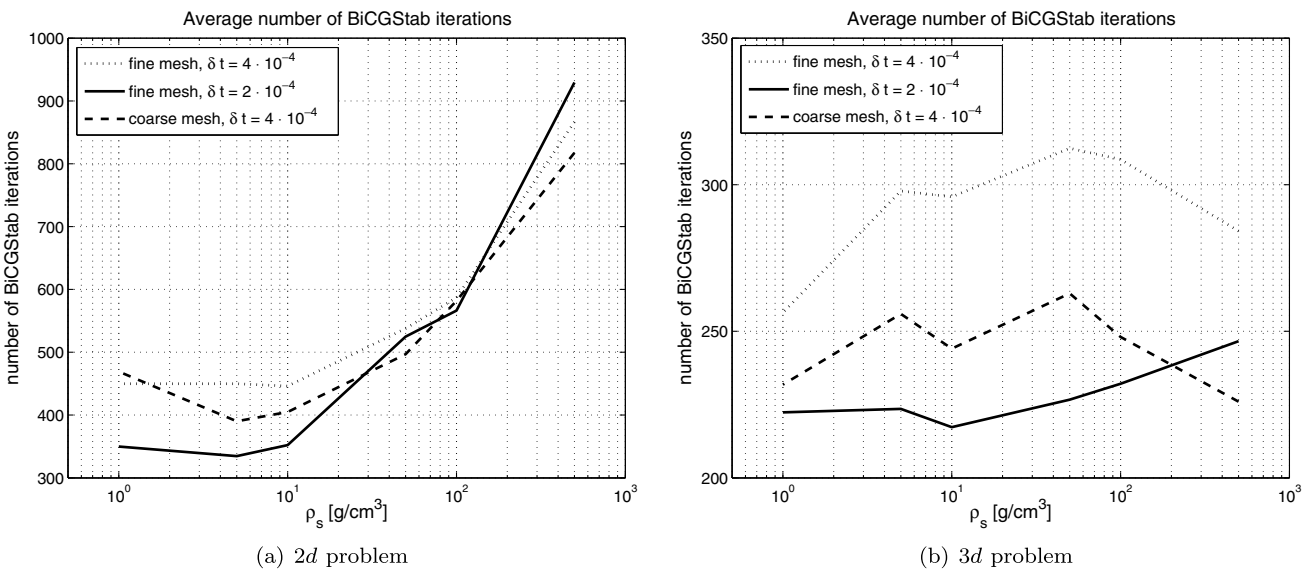 Average number of BiCGStab iterations
1000
900
800
700
600
500
400
300
number of BiCGStab iterations
fine mesh, δ t = 4 · 10⁻⁴
fine mesh, δ t = 2 · 10⁻⁴
coarse mesh, δ t = 4 · 10⁻⁴
10⁰ 10¹ 10² 10³
ρₛ [g/cm³]
(a) 2d problem
Average number of BiCGStab iterations
350
300
250
200
number of BiCGStab iterations
fine mesh, δ t = 4 · 10⁻⁴
fine mesh, δ t = 2 · 10⁻⁴
coarse mesh, δ t = 4 · 10⁻⁴
10⁰ 10¹ 10² 10³
ρₛ [g/cm³]
(b) 3d problem